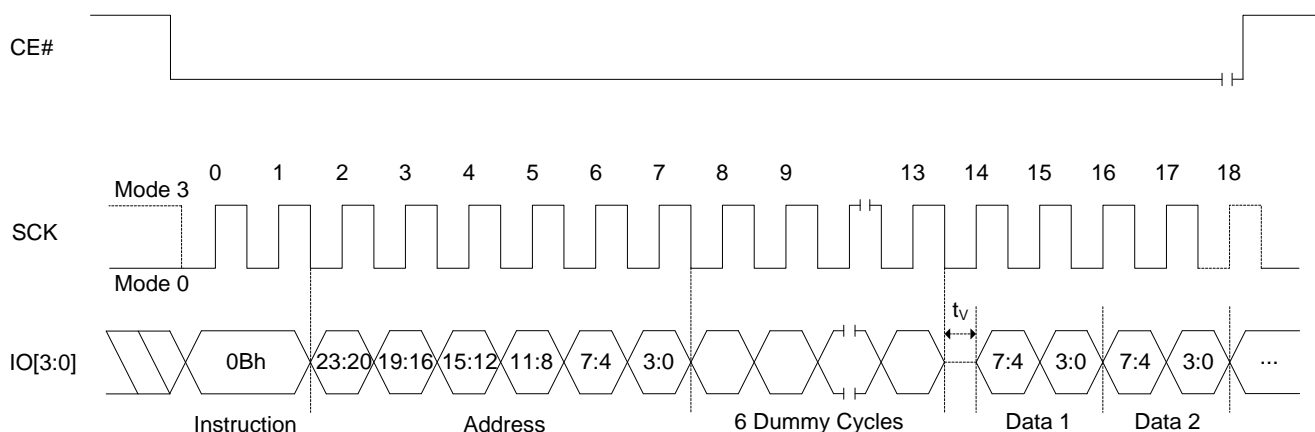 CE#
0 1 2 3 4 5 6 7 8 9 13 14 15 16 17 18
Mode 3
SCK
Mode 0
tV
IO[3:0] 0Bh 23:20 19:16 15:12 11:8 7:4 3:0 7:4 3:0 7:4 3:0 ...
Instruction Address 6 Dummy Cycles Data 1 Data 2